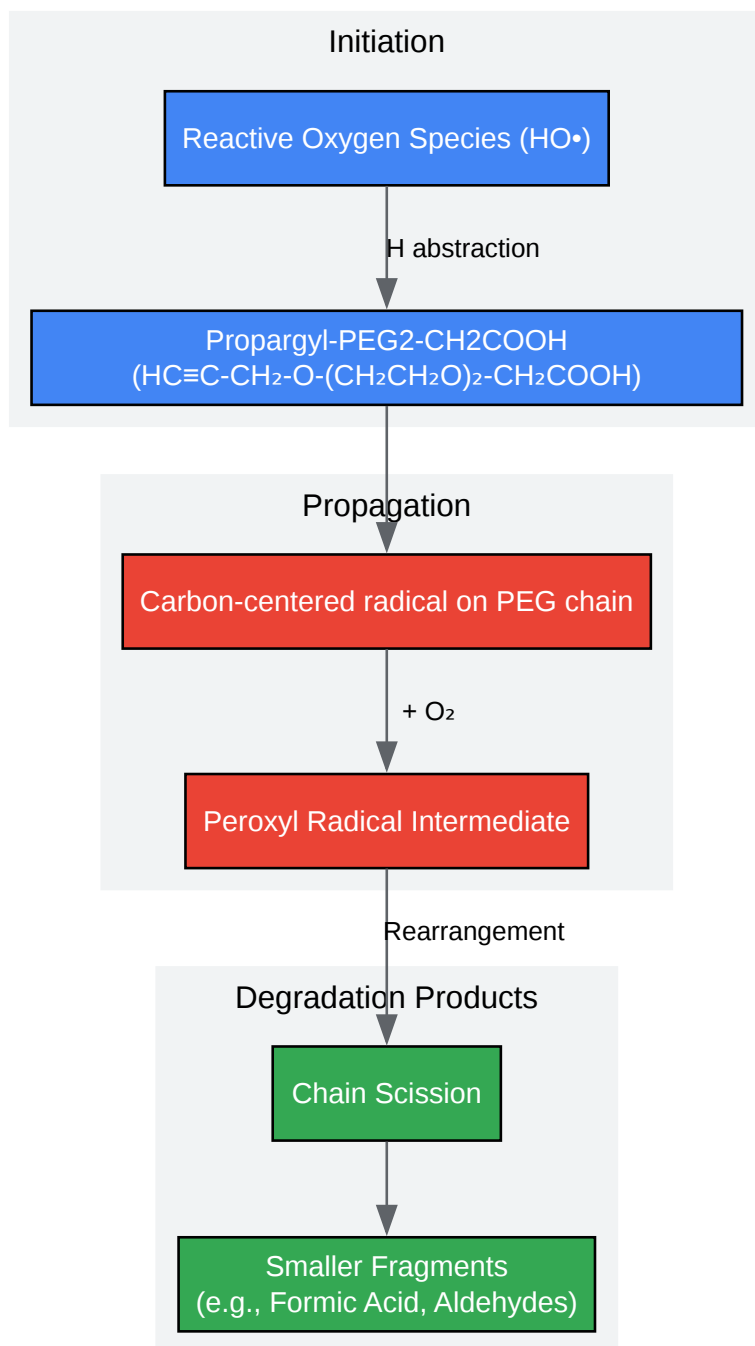 Initiation
Reactive Oxygen Species (HO•)
H abstraction
Propargyl-PEG2-CH2COOH
(HC≡C-CH₂-O-(CH₂CH₂O)₂-CH₂COOH)
Propagation
Carbon-centered radical on PEG chain
+ O₂
Peroxyl Radical Intermediate
Rearrangement
Degradation Products
Chain Scission
Smaller Fragments
(e.g., Formic Acid, Aldehydes)